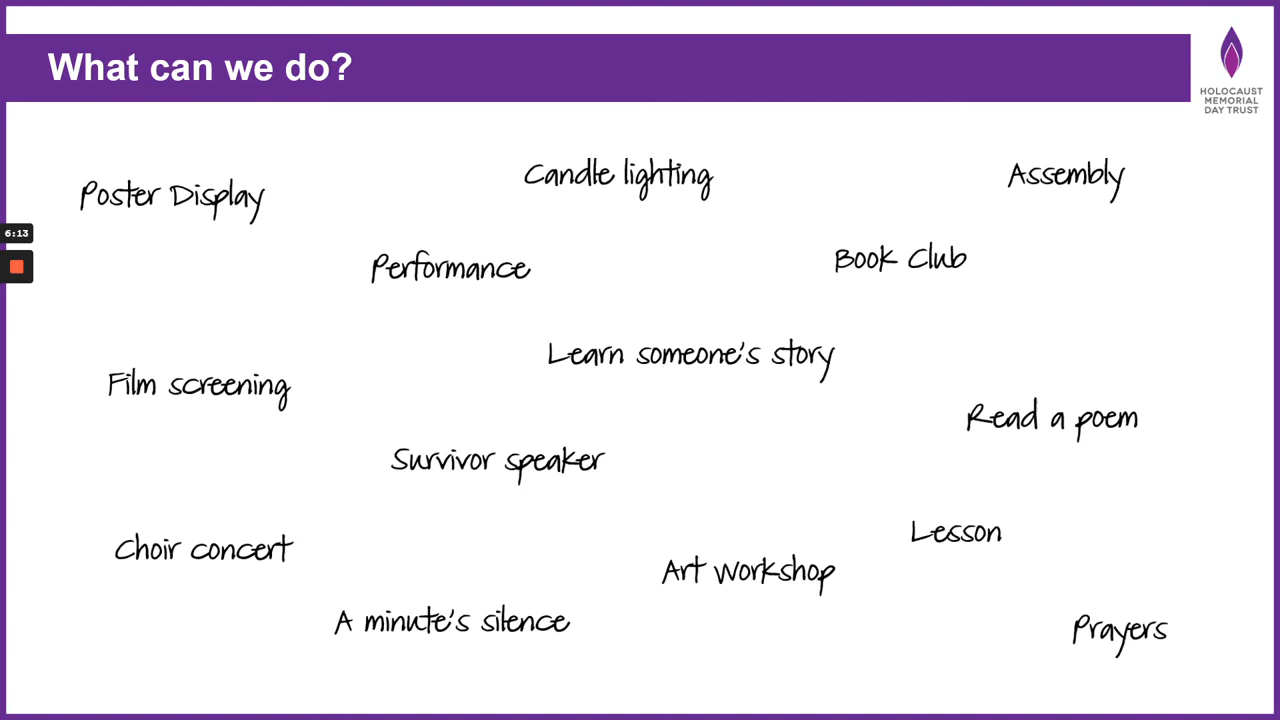 What can we do?
HOLOCAUST
MEMORIAL
DAY TRUST
Candle lighting
Assembly
Poster Display
6:13
Performance
Book Club
Learn someone's story
Film screening
Read a poem
Survivor speaker
Lesson
Choir concert
Art workshop
A minute's silence
Prayers